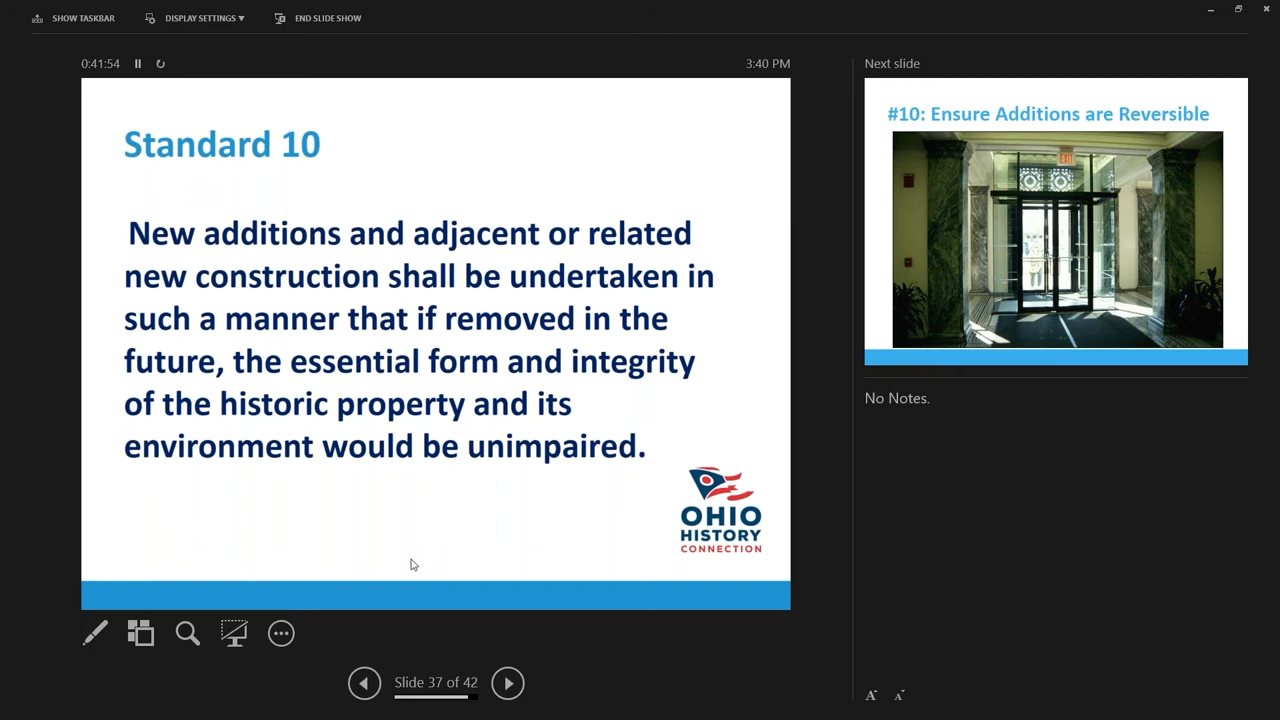 SHOW TASKBAR
DISPLAY SETTINGS ▼
END SLIDE SHOW
0:41:54
3:40 PM
Standard 10
New additions and adjacent or related
new construction shall be undertaken in
such a manner that if removed in the
future, the essential form and integrity
of the historic property and its
environment would be unimpaired.
OHIO
HISTORY
CONNECTION
Slide 37 of 42
Next slide
#10: Ensure Additions are Reversible
EXIT
No Notes.
A
A